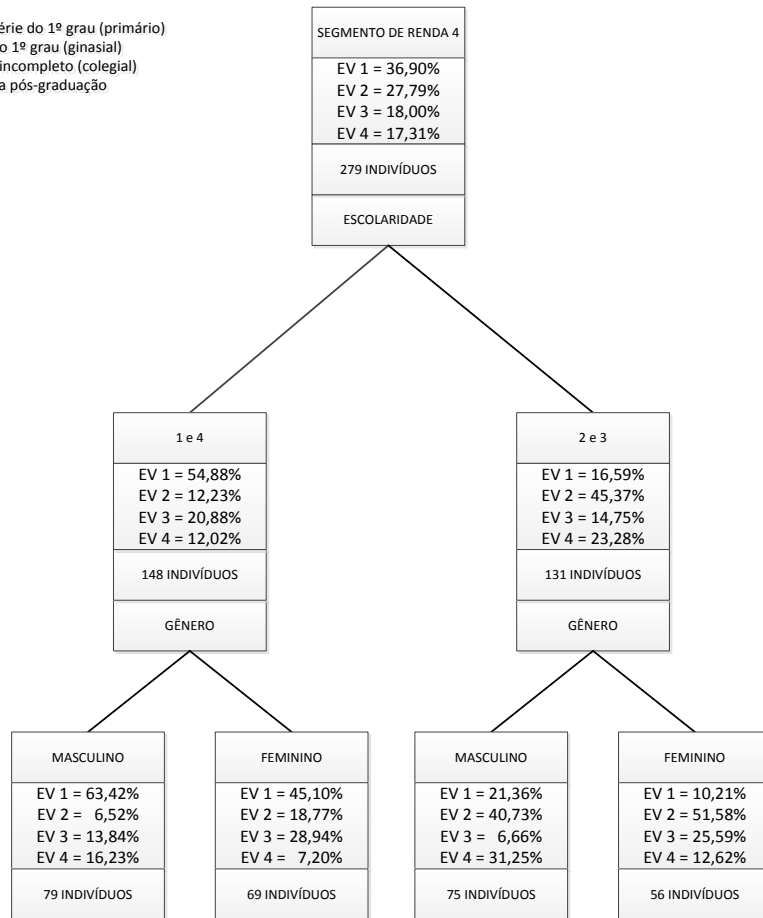 érie do 1º grau (primário)
o 1º grau (ginasial)
incompleto (colegial)
a pós-graduação
SEGMENTO DE RENDA 4
EV 1 = 36,90%
EV 2 = 27,79%
EV 3 = 18,00%
EV 4 = 17,31%
279 INDIVÍDUOS
ESCOLARIDADE
1 e 4
EV 1 = 54,88%
EV 2 = 12,23%
EV 3 = 20,88%
EV 4 = 12,02%
148 INDIVÍDUOS
GÊNERO
2 e 3
EV 1 = 16,59%
EV 2 = 45,37%
EV 3 = 14,75%
EV 4 = 23,28%
131 INDIVÍDUOS
GÊNERO
MASCULINO
EV 1 = 63,42%
EV 2 = 6,52%
EV 3 = 13,84%
EV 4 = 16,23%
79 INDIVÍDUOS
FEMININO
EV 1 = 45,10%
EV 2 = 18,77%
EV 3 = 28,94%
EV 4 = 7,20%
69 INDIVÍDUOS
MASCULINO
EV 1 = 21,36%
EV 2 = 40,73%
EV 3 = 6,66%
EV 4 = 31,25%
75 INDIVÍDUOS
FEMININO
EV 1 = 10,21%
EV 2 = 51,58%
EV 3 = 25,59%
EV 4 = 12,62%
56 INDIVÍDUOS